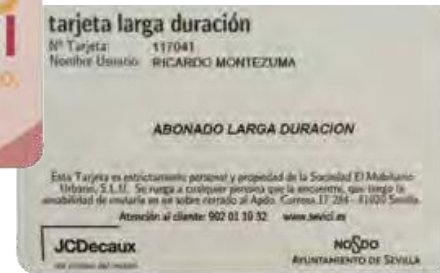 tarjeta larga duración
Nº Tarjeta: 117041
Nombre Usuario: RICARDO MONTEZUMA
ABONADO LARGA DURACION
Esta Tarjeta es estrictamente personal y propiedad de la Sociedad El Mobiliario
Urbano, S.L.U. Se ruega a cualquier persona que la encuentre, que tenga la
amabilidad de enviarla en un sobre cerrado al Apdo. Correos 17 284 - 41020 Sevilla.
Atención al cliente: 902 01 10 32 www.sevici.es
JCDecaux
NO8DO
AYUNTAMIENTO DE SEVILLA